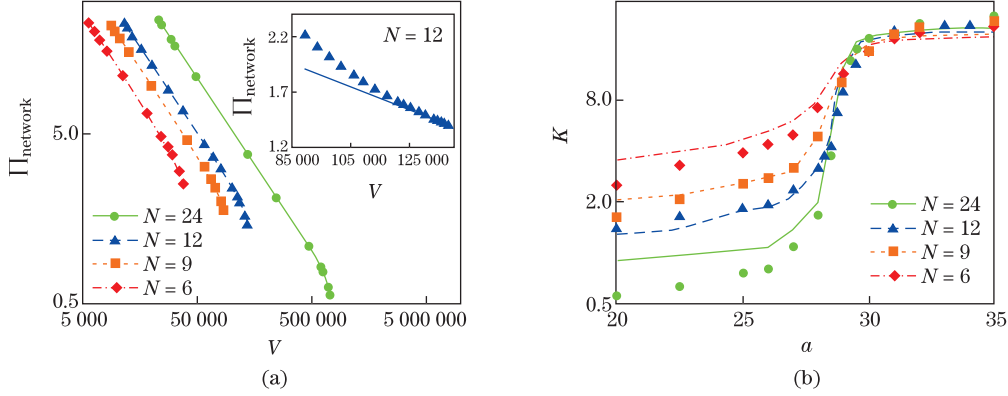 Πnetwork
5.0
0.5
5 000 50 000 500 000 5 000 000
V
N = 24
N = 12
N = 9
N = 6
Πnetwork
2.2
1.7
1.2
85 000 105 000 125 000
V
N = 12
(a)
K
8.0
2.0
0.5
20 25 30 35
a
N = 24
N = 12
N = 9
N = 6
(b)